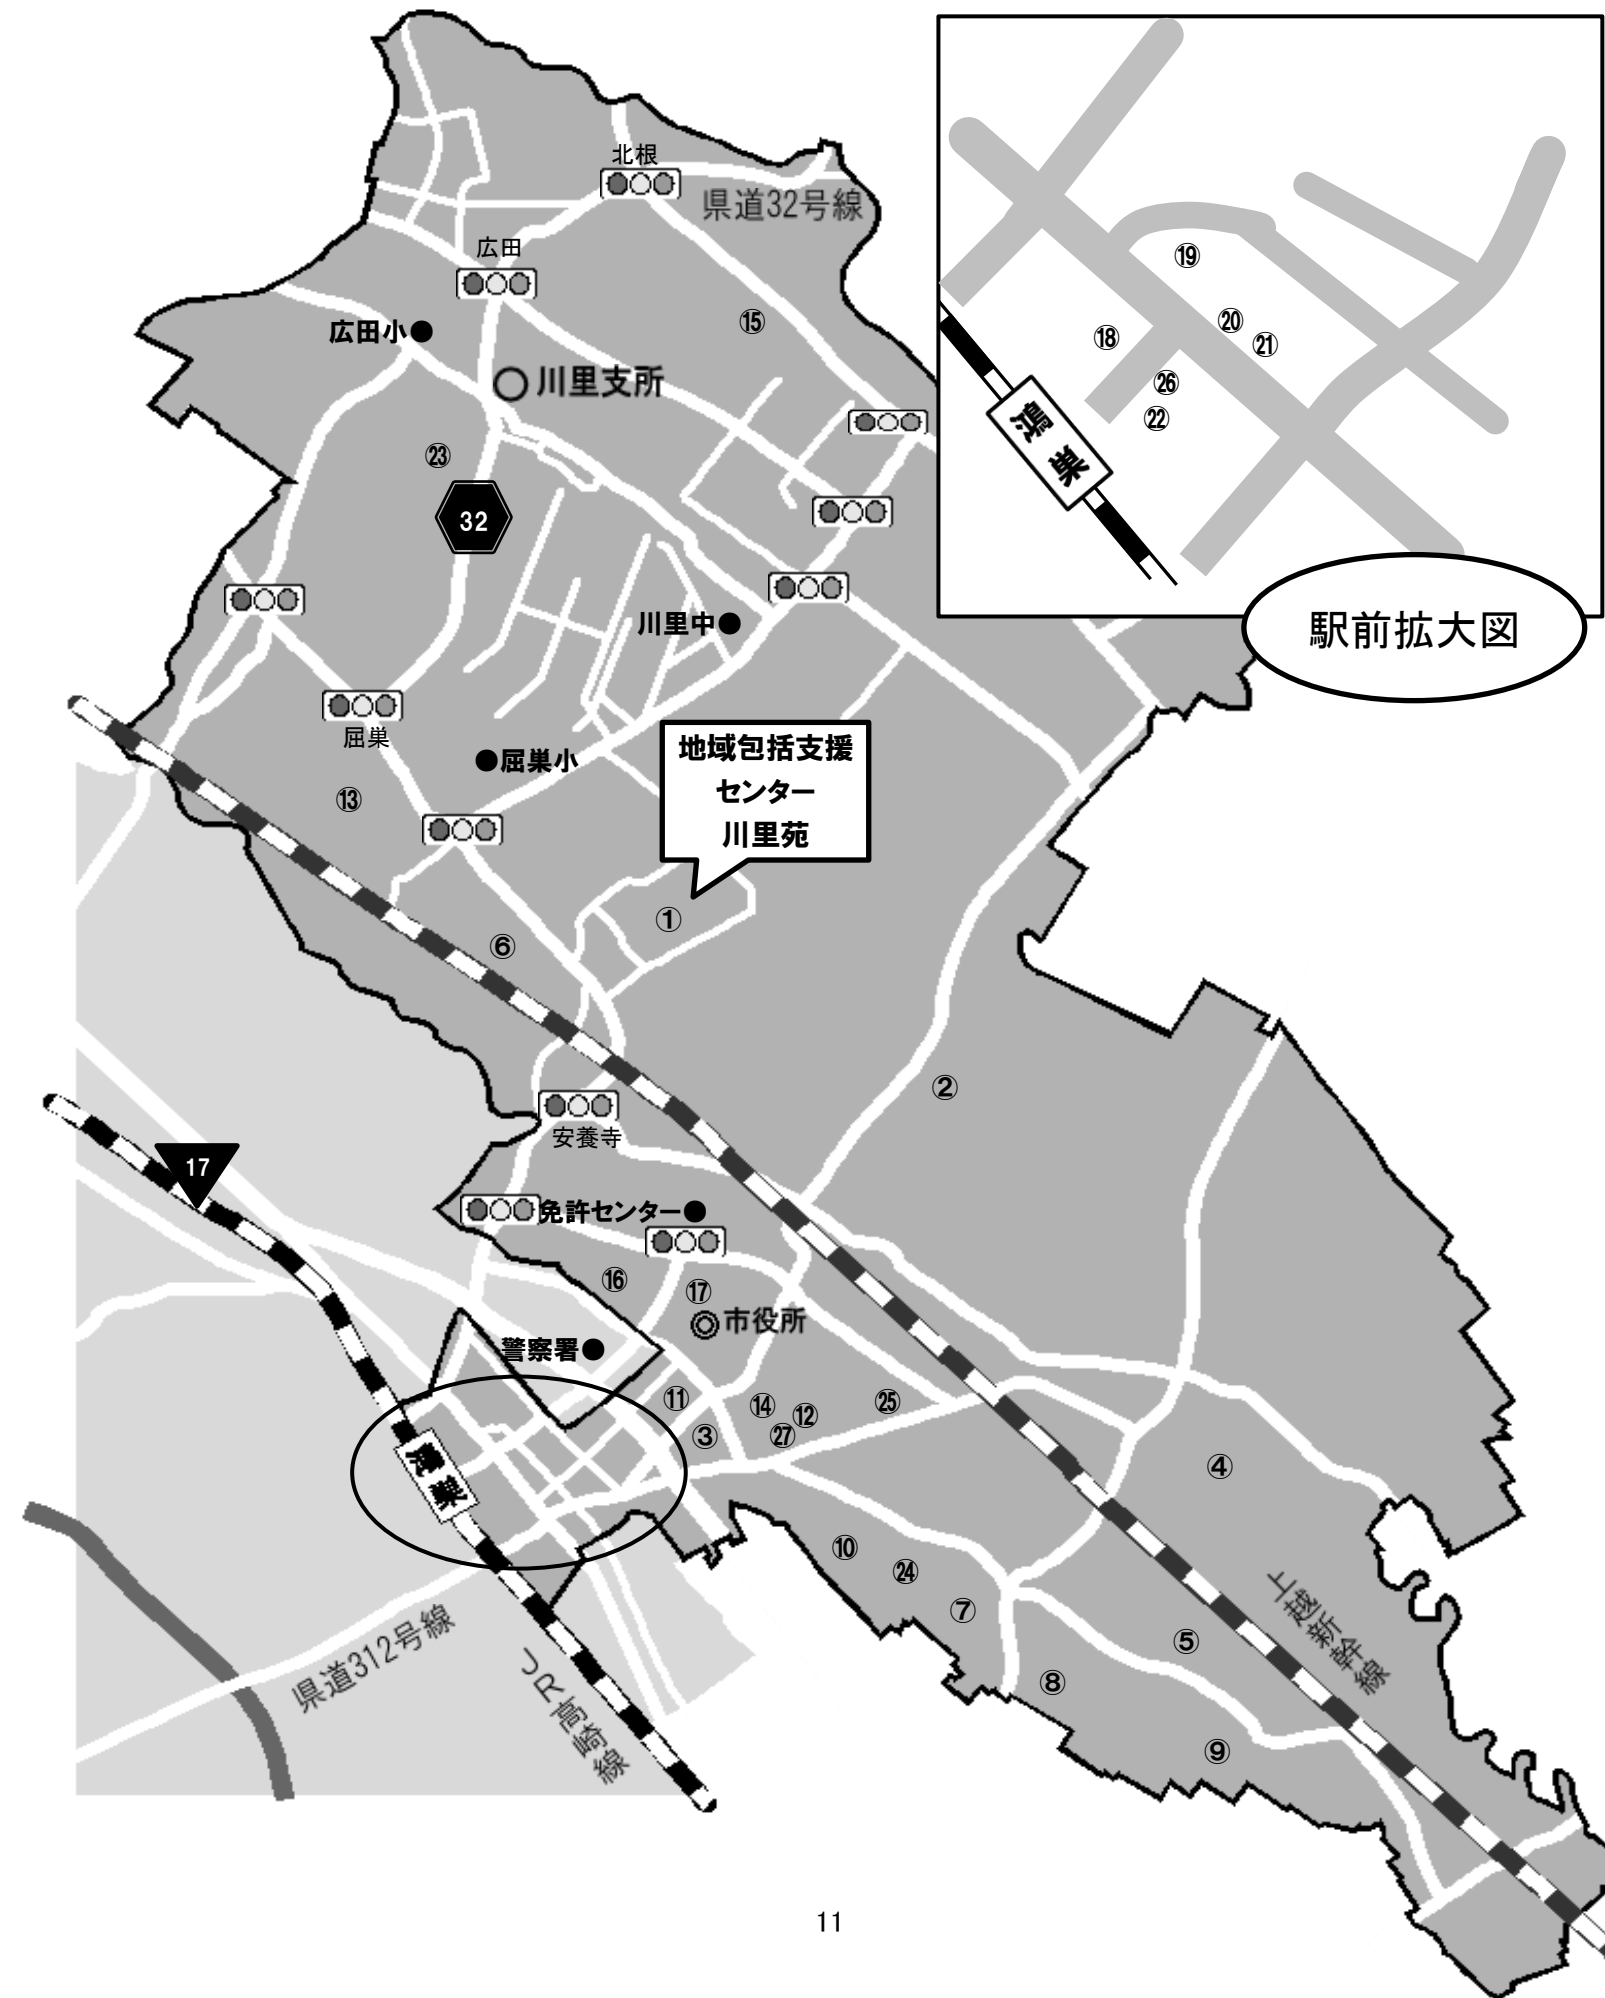 北根
県道32号線
広田
広田小●
川里支所
⑮
㉓
32
⑲
⑳
㉑
⑱
㉖
㉒
鴻巣
駅前拡大図
川里中●
屈巣
●屈巣小
⑬
地域包括支援
センター
川里苑
①
⑥
②
安養寺
17
免許センター●
⑯
⑰
◎市役所
警察署●
⑪
⑭
⑫
㉕
③
㉗
④
鴻巣
⑩
㉔
⑦
⑤
⑧
⑨
上越新幹線
県道312号線
JR高崎線
11